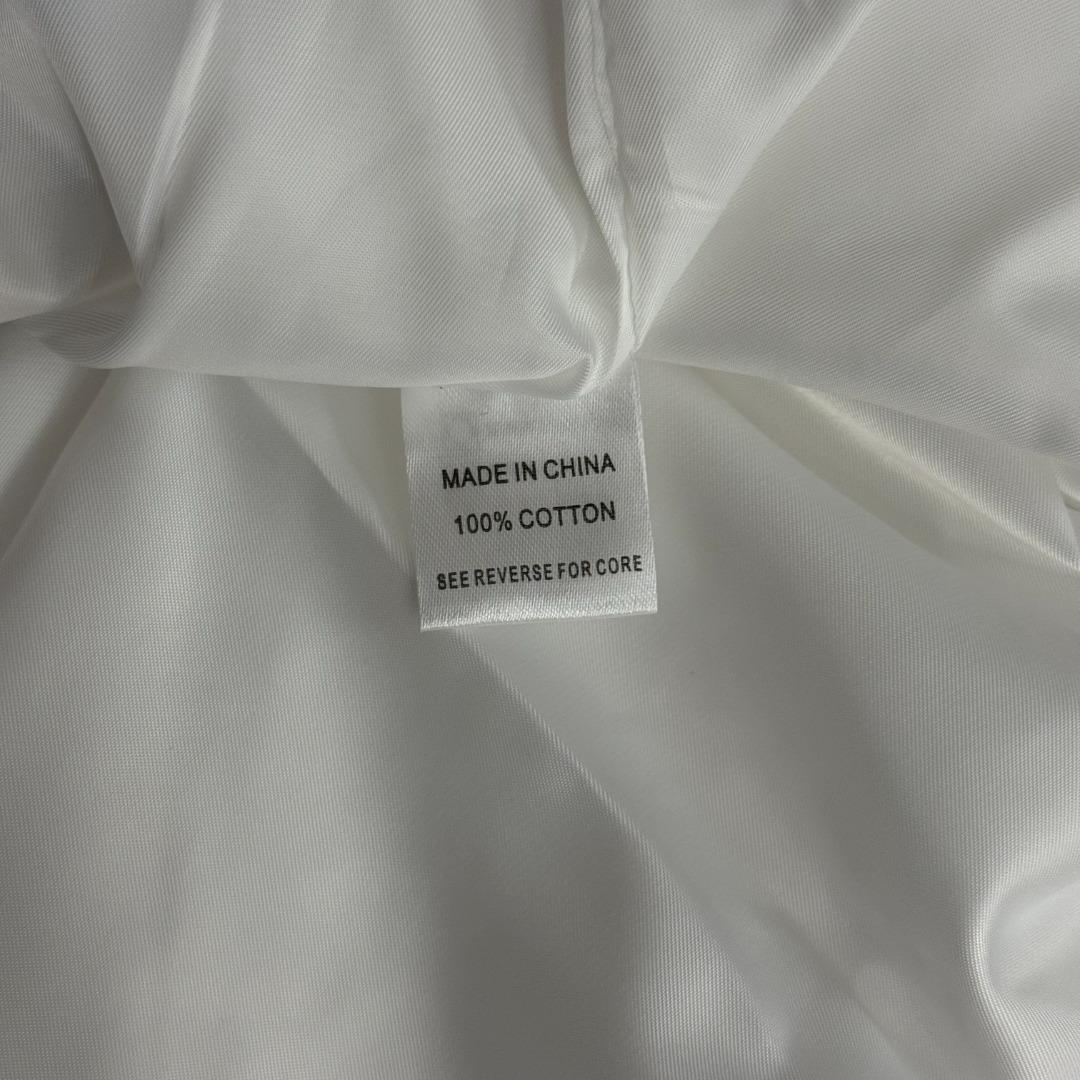 MADE IN CHINA
100% COTTON
SEE REVERSE FOR CORE